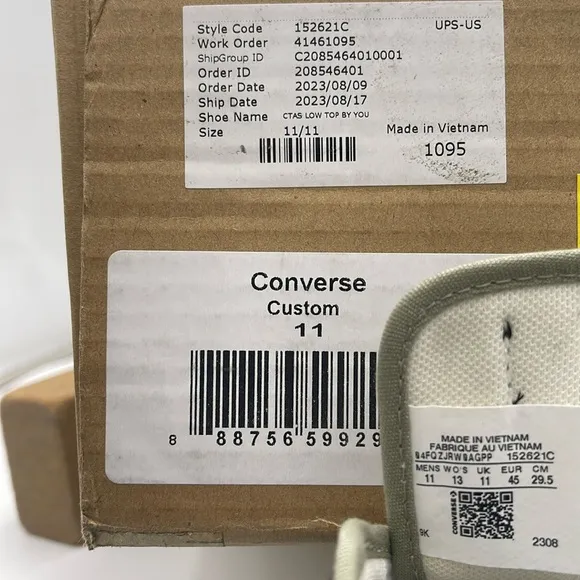 Style Code 152621C UPS-US
Work Order 41461095
ShipGroup ID C2085464010001
Order ID 208546401
Order Date 2023/08/09
Ship Date 2023/08/17
Shoe Name CTAS LOW TOP BY YOU
Size 11/11 Made in Vietnam
1095
Converse
Custom
11
8 88756 59929
MADE IN VIETNAM
FABRIQUE AU VIETNAM
152621C
MENS WO'S UK EUR CM
11 13 11 45 29.5
CONVERSE
9K 2308